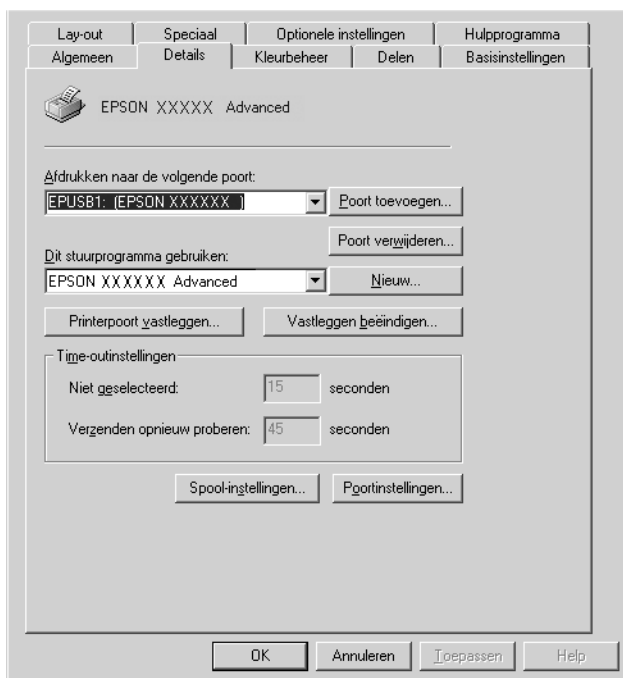 Lay-out Speciaal Optionele instellingen Hulpprogramma
Algemeen Details Kleurbeheer Delen Basisinstellingen
EPSON XXXXX Advanced
Afdrukken naar de volgende poort:
EPUSB1: (EPSON XXXXXX ) Poort toevoegen...
Poort verwijderen...
Dit stuurprogramma gebruiken:
EPSON XXXXXX Advanced Nieuw...
Printerpoort vastleggen... Vastleggen beëindigen...
Time-outinstellingen
Niet geselecteerd: 15 seconden
Verzenden opnieuw proberen: 45 seconden
Spool-instellingen... Poortinstellingen...
OK Annuleren Toepassen Help